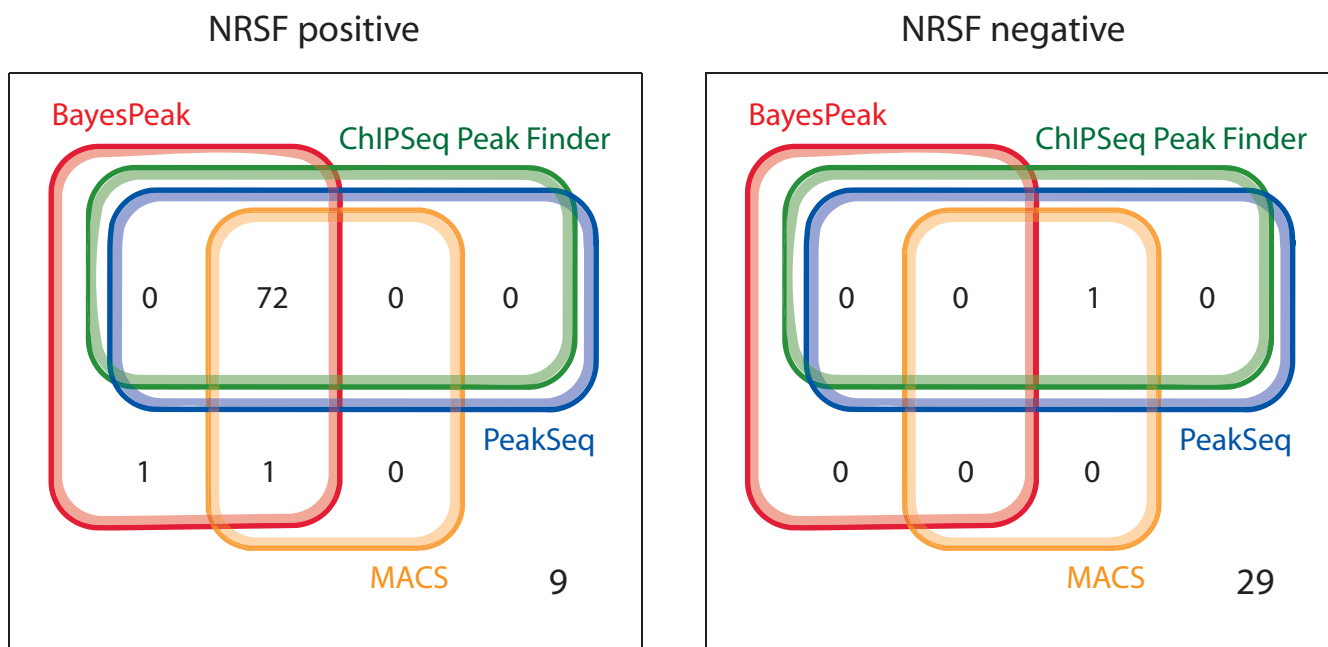 NRSF positive
BayesPeak
ChIPSeq Peak Finder
0 72 0 0
PeakSeq
1 1 0
MACS
9
NRSF negative
BayesPeak
ChIPSeq Peak Finder
0 0 1 0
PeakSeq
0 0 0
MACS
29